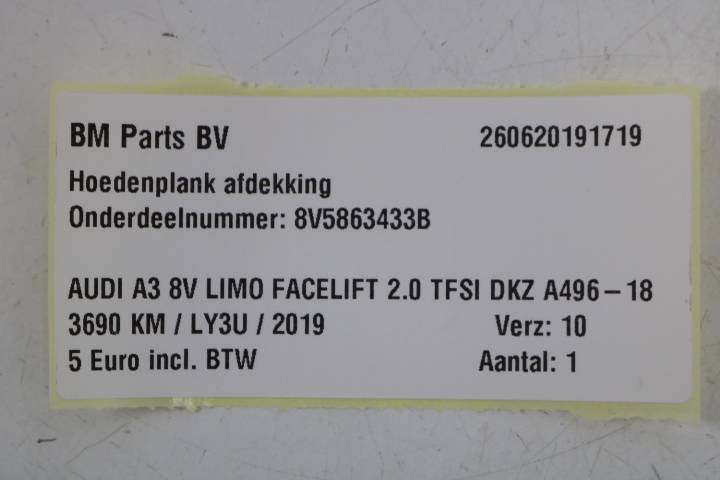 BM Parts BV 260620191719
Hoedenplank afdekking
Onderdeelnummer: 8V5863433B
AUDI A3 8V LIMO FACELIFT 2.0 TFSI DKZ A496-18
3690 KM / LY3U / 2019 Verz: 10
5 Euro incl. BTW Aantal: 1